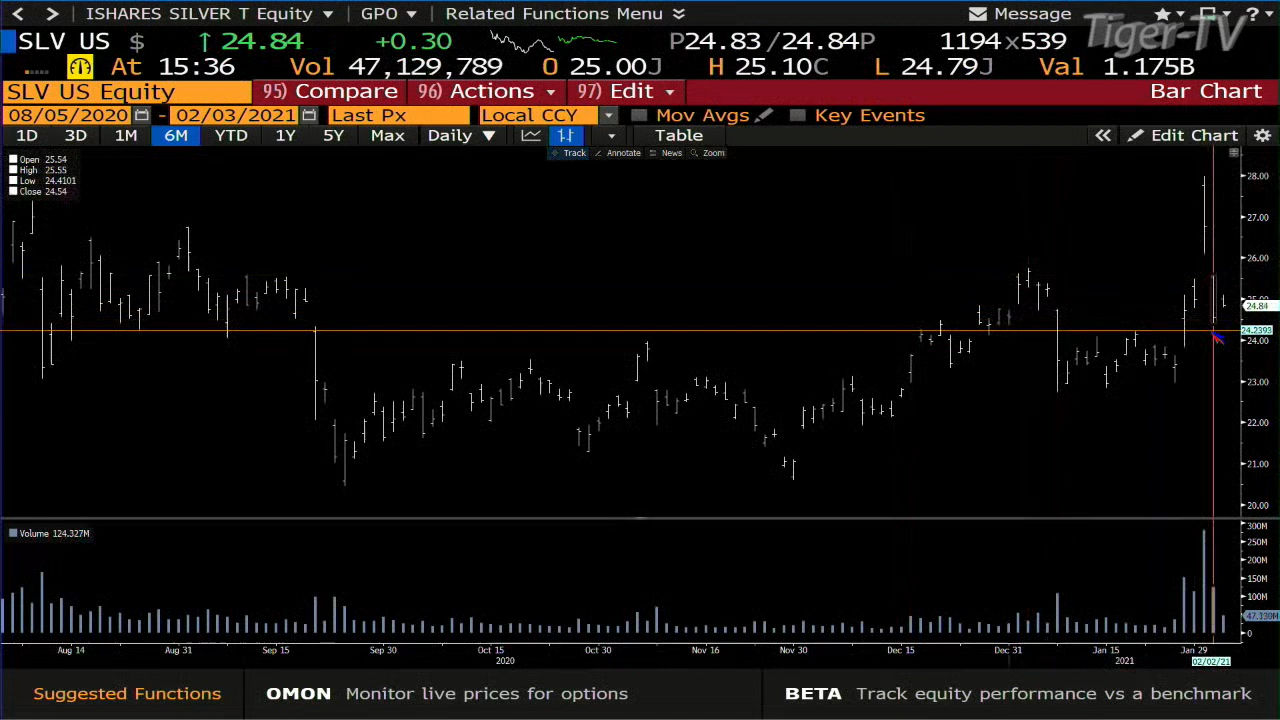 ISHARES SILVER T Equity GPO Related Functions Menu Message ?
Tiger-TV
SLV US $ ↑ 24.84 +0.30 P24.83 /24.84P 1194 x539
At 15:36 Vol 47,129,789 O 25.00J H 25.10C L 24.79J Val 1.175B
SLV US Equity 95) Compare 96) Actions 97) Edit Bar Chart
08/05/2020 - 02/03/2021 Last Px Local CCY Mov Avgs Key Events
1D 3D 1M 6M YTD 1Y 5Y Max Daily ▼ Table « Edit Chart
Track Annotate News Zoom
Open 25.54
High 25.55
Low 24.4101
Close 24.54
28.00
27.00
26.00
25.00
24.84
24.2393
24.00
23.00
22.00
21.00
20.00
Volume 124.327M
300M
250M
200M
150M
100M
47.130M
0
Aug 14 Aug 31 Sep 15 Sep 30 Oct 15 Oct 30 Nov 16 Nov 30 Dec 15 Dec 31 Jan 15 Jan 29
2020 2021 02/02/21
Suggested Functions OMON Monitor live prices for options BETA Track equity performance vs a benchmark